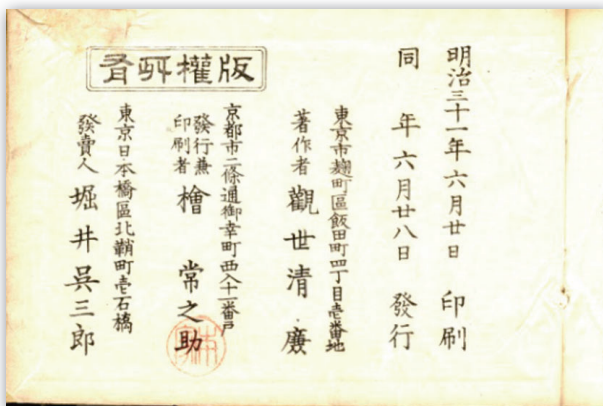 明治三十一年六月廿日　印刷
同　年六月廿八日　發行
東京市麹町區飯田町四丁目壱番地
著作者　觀世清廉
京都市二條通御幸町西入十一番戸
發行兼
印刷者　檜　常之助
東京日本橋區北鞘町壱石橋
發賣人　堀井吳三郎
版權所有